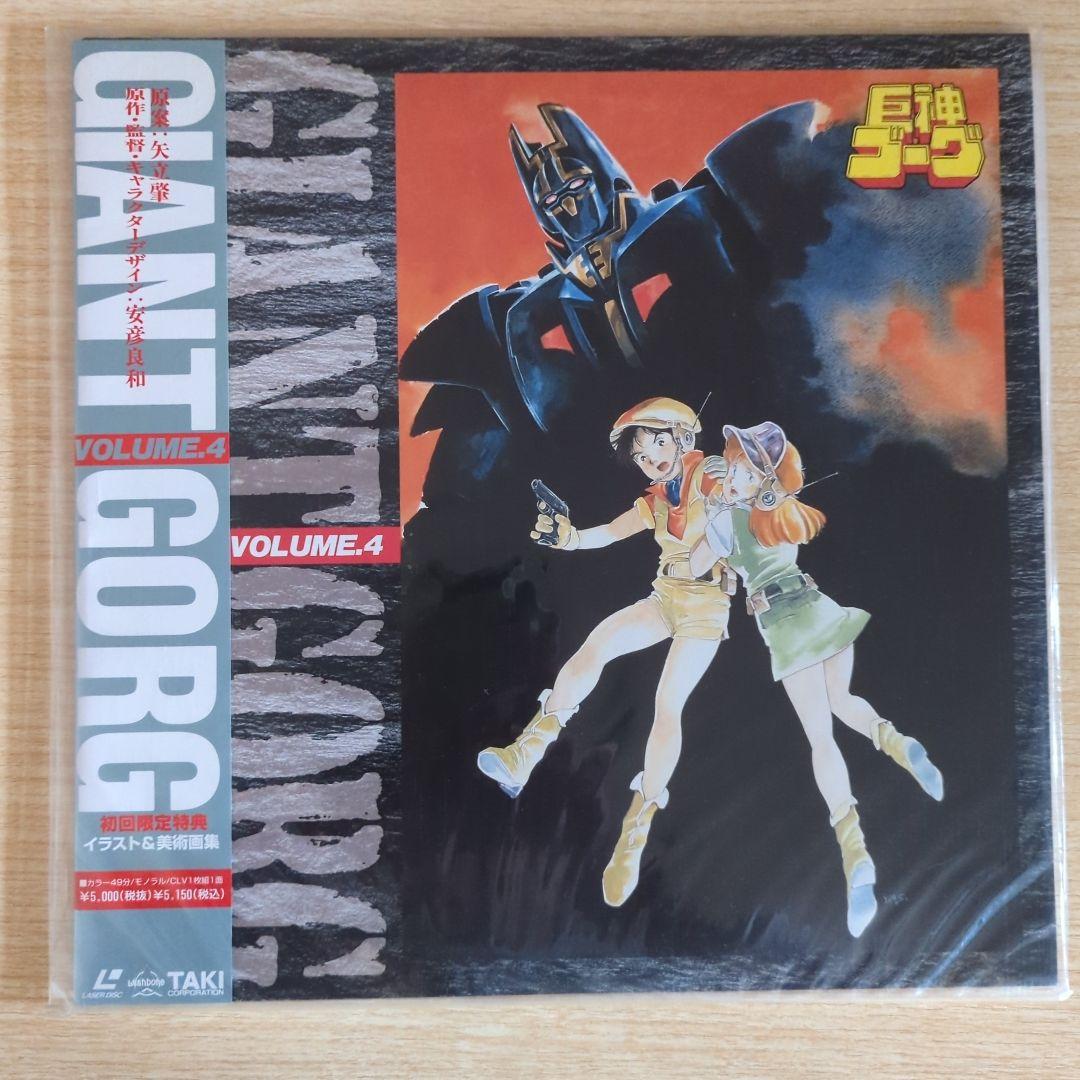 GIANT GORG
原案:矢立肇
原作・監督・キャラクターデザイン:安彦良和
VOLUME.4
初回限定特典
イラスト&美術画集
■カラー49分/モノラル/CLV1枚組1面
¥5,000(税抜)¥5,150(税込)
LASER DISC
TAKI
CORPORATION
GIANT GORG
VOLUME.4
巨神
ゴーグ